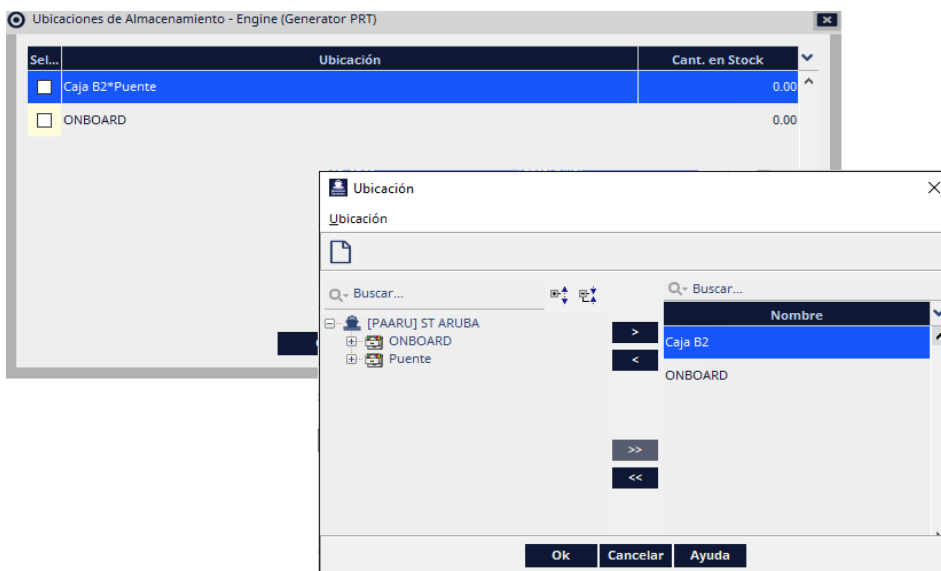 Ubicaciones de Almacenamiento - Engine (Generator PRT)
Sel... Ubicación Cant. en Stock
Caja B2*Puente 0.00
ONBOARD 0.00
Ubicación
Ubicación
Buscar...
Buscar...
[PAARU] ST ARUBA
ONBOARD
Puente
>
<
>>
<<
Nombre
Caja B2
ONBOARD
Ok Cancelar Ayuda